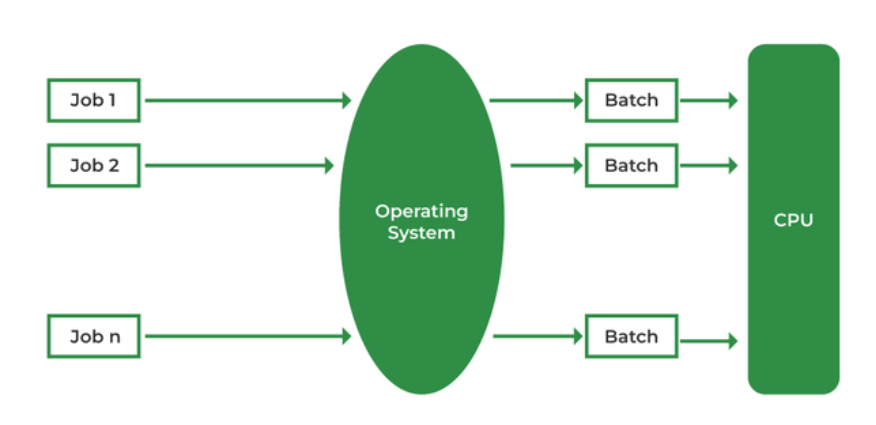 Job 1
Batch
Job 2
Batch
Operating
System
CPU
Job n
Batch